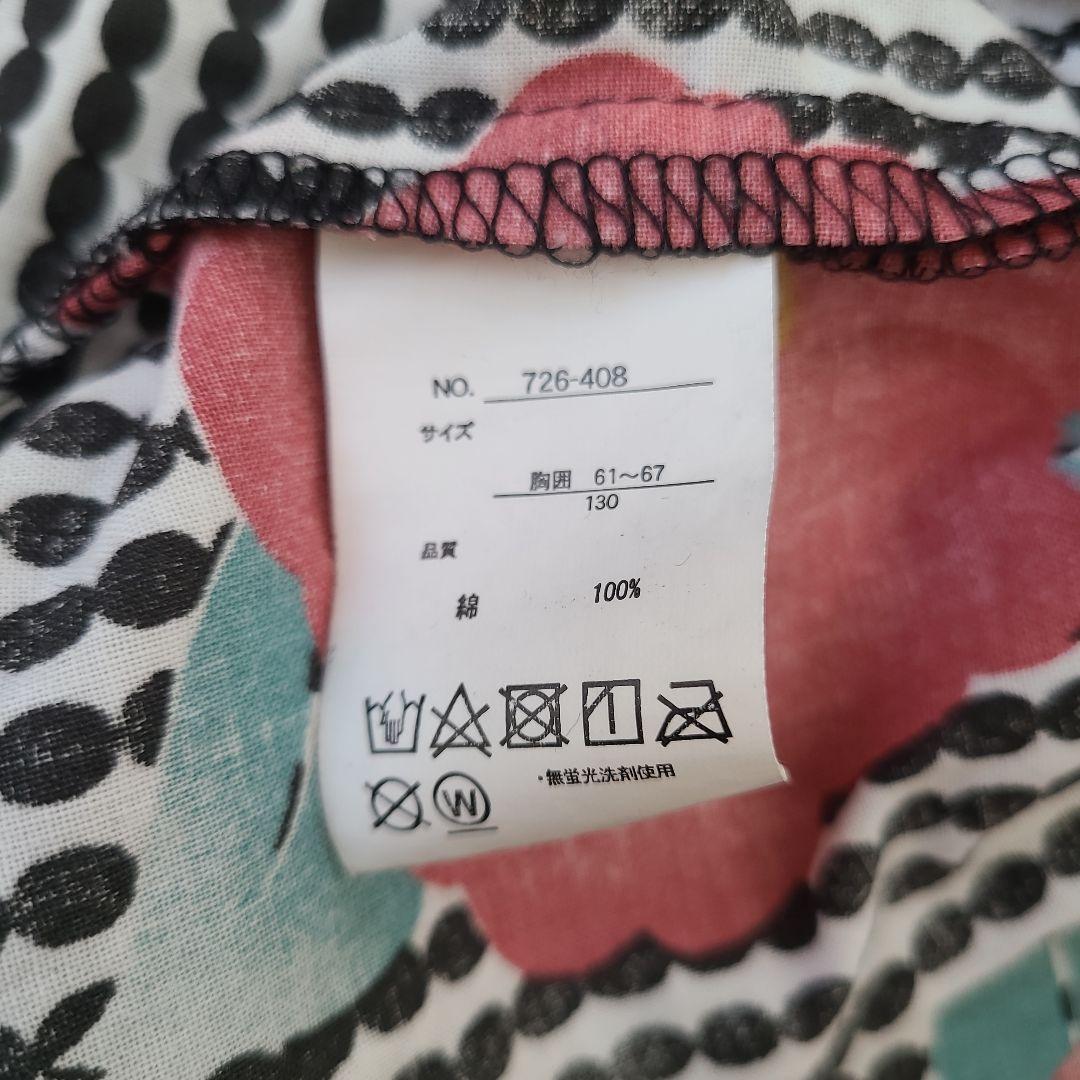 NO. 726-408
サイズ
胸囲 61～67
130
品質
綿 100%
W
・無蛍光洗剤使用